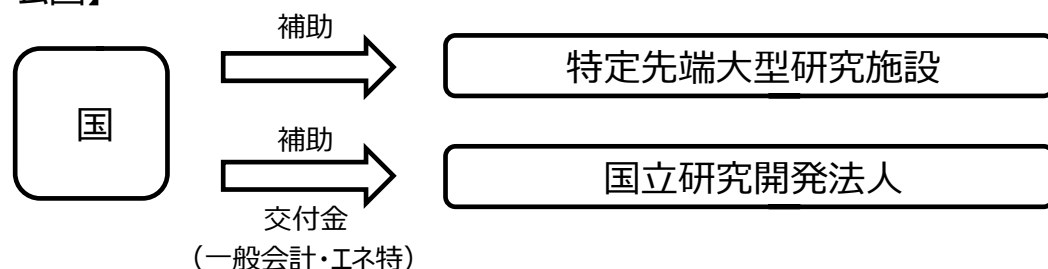 補助
特定先端大型研究施設
国
補助
国立研究開発法人
交付金
（一般会計・エネ特）